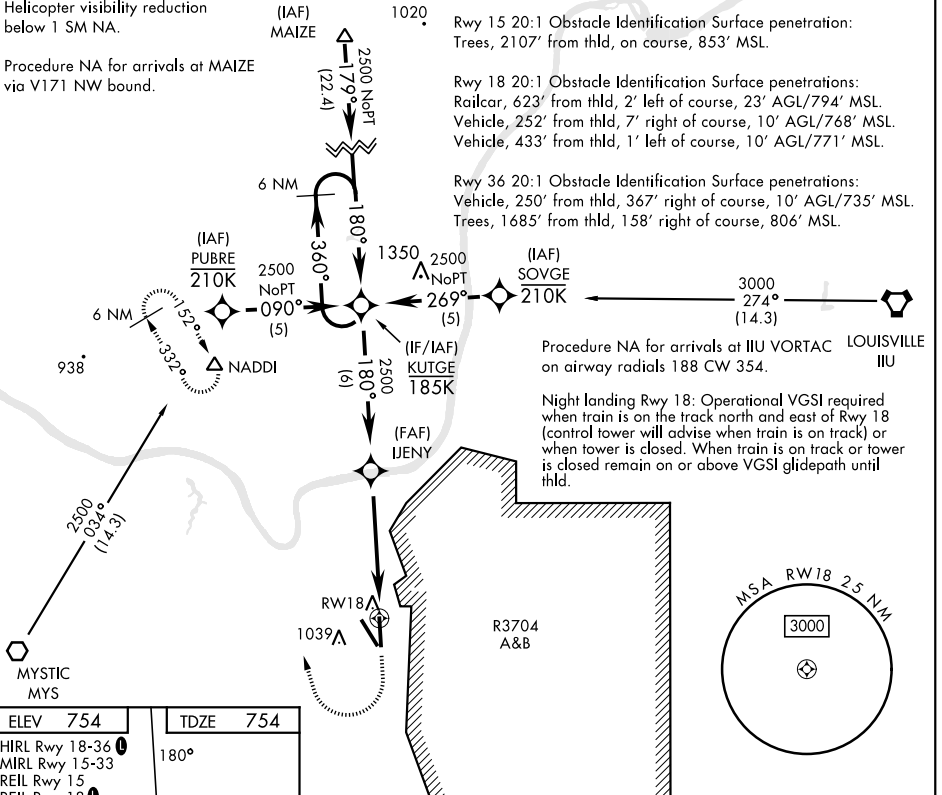 Helicopter visibility reduction
below 1 SM NA.
Procedure NA for arrivals at MAIZE
via V171 NW bound.
(IAF)
MAIZE
1020
2500 NoPT
179°
(22.4)
Rwy 15 20:1 Obstacle Identification Surface penetration:
Trees, 2107' from thld, on course, 853' MSL.
Rwy 18 20:1 Obstacle Identification Surface penetrations:
Railcar, 623' from thld, 2' left of course, 23' AGL/794' MSL.
Vehicle, 252' from thld, 7' right of course, 10' AGL/768' MSL.
Vehicle, 433' from thld, 1' left of course, 10' AGL/771' MSL.
Rwy 36 20:1 Obstacle Identification Surface penetrations:
Vehicle, 250' from thld, 367' right of course, 10' AGL/735' MSL.
Trees, 1685' from thld, 158' right of course, 806' MSL.
6 NM
180°
360°
(IAF)
PUBRE
210K
2500
NoPT
090°
(5)
1350
2500
NoPT
269°
(5)
(IAF)
SOVGE
210K
3000
274°
(14.3)
LOUISVILLE
IIU
6 NM
152°
332°
NADDI
938
(IF/IAF)
KUTGE
185K
2500
180°
(6)
Procedure NA for arrivals at IIU VORTAC
on airway radials 188 CW 354.
Night landing Rwy 18: Operational VGSI required
when train is on the track north and east of Rwy 18
(control tower will advise when train is on track) or
when tower is closed. When train is on track or tower
is closed remain on or above VGSI glidepath until
thld.
(FAF)
IJENY
2500
034°
(14.3)
RW18
1039
R3704
A&B
MSA RW18 25 NM
3000
MYSTIC
MYS
ELEV 754
TDZE 754
HIRL Rwy 18-36 L
MIRL Rwy 15-33
REIL Rwy 15
180°